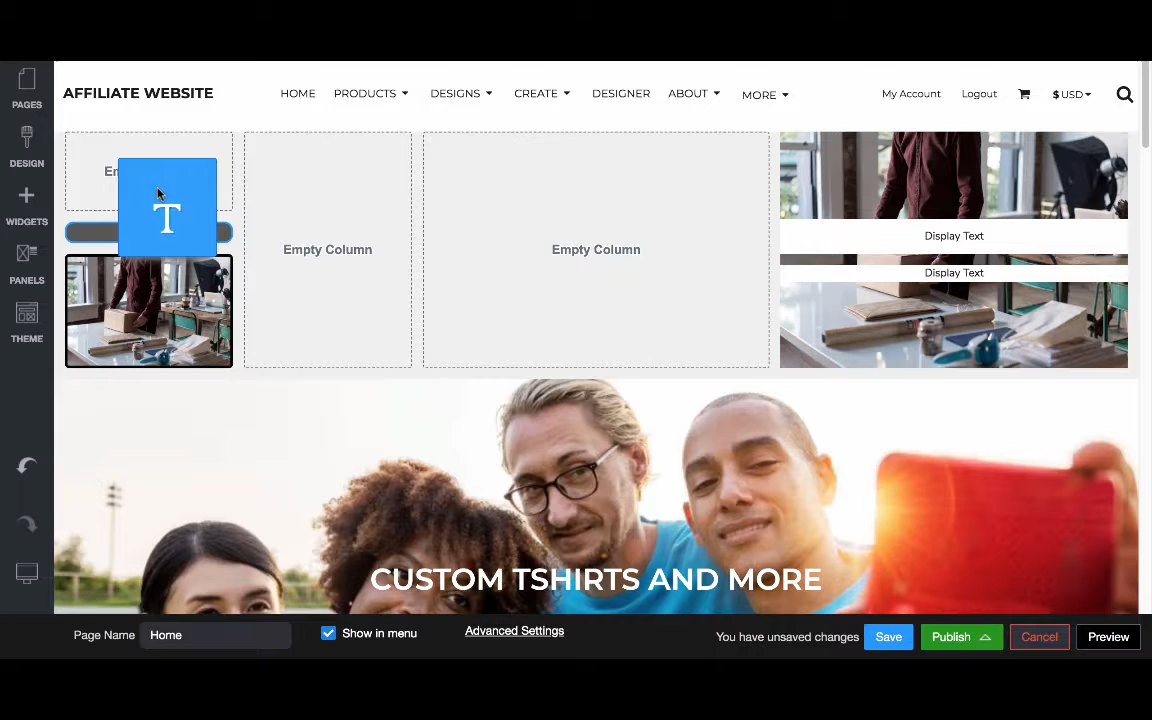 PAGES
DESIGN
WIDGETS
PANELS
THEME
AFFILIATE WEBSITE
HOME PRODUCTS DESIGNS CREATE DESIGNER ABOUT MORE
My Account Logout $ USD
T
Empty Column
Empty Column
Display Text
Display Text
CUSTOM TSHIRTS AND MORE
Page Name Home Show in menu Advanced Settings You have unsaved changes Save Publish Cancel Preview